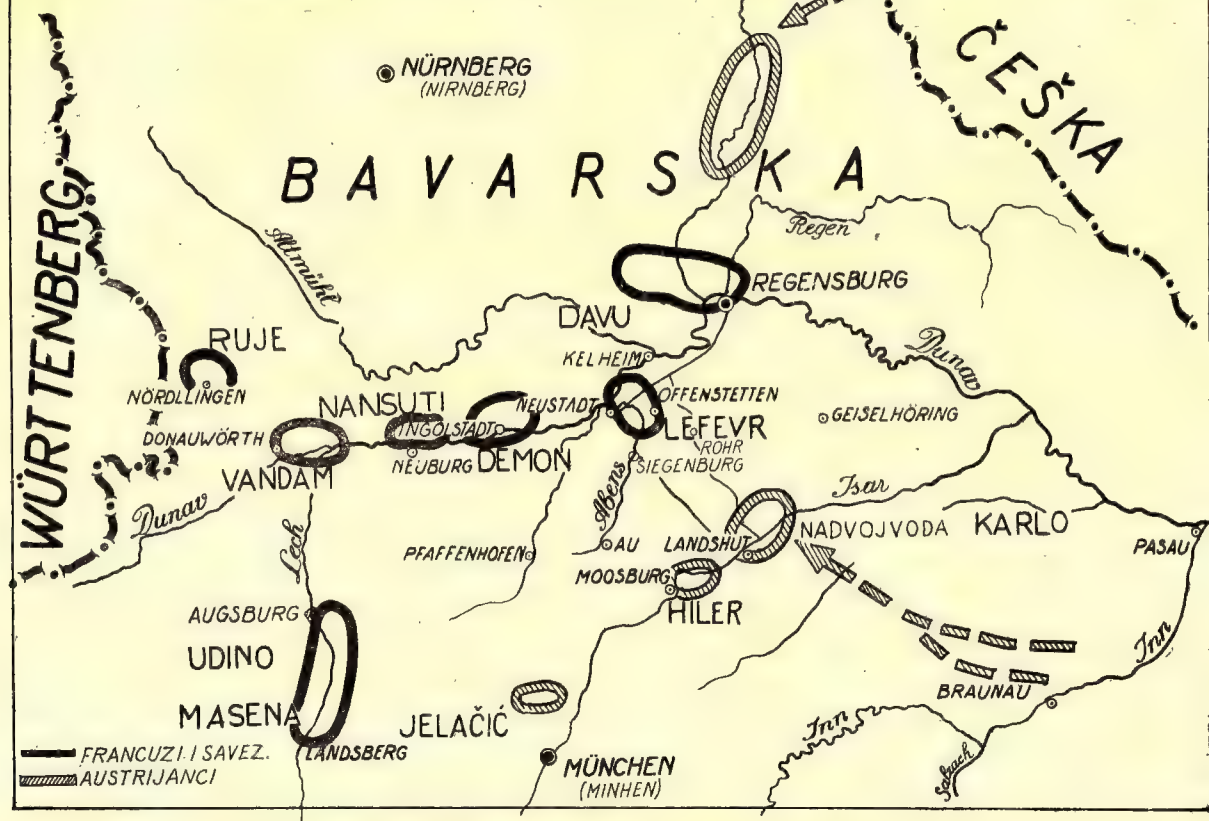 ČEŠKA
NÜRNBERG
(NIRNBERG)
BAVARSKA
WÜRTTENBERG
Altmühl
Regen
REGENSBURG
DAVU
Dunav
RUJE
KELHEIM
NÖRDLLINGEN
NANSUTI
NEUSTADT
OFFENSTETTEN
GEISELHÖRING
DONAUWÖRTH
INGOLSTADT
LEFEVR
ROHR
NEUBURG
DEMON
SIEGENBURG
VANDAM
Dunav
Abens
Isar
Lech
PFAFFENHOFEN
AU
LANDSHUT
NADVOJVODA KARLO
PASAU
MOOSBURG
HILER
AUGSBURG
UDINO
Inn
BRAUNAU
MASENA
JELAČIĆ
Inn
Salzach
LANDSBERG
FRANCUZI I SAVEZ.
AUSTRIJANCI
MÜNCHEN
(MINHEN)